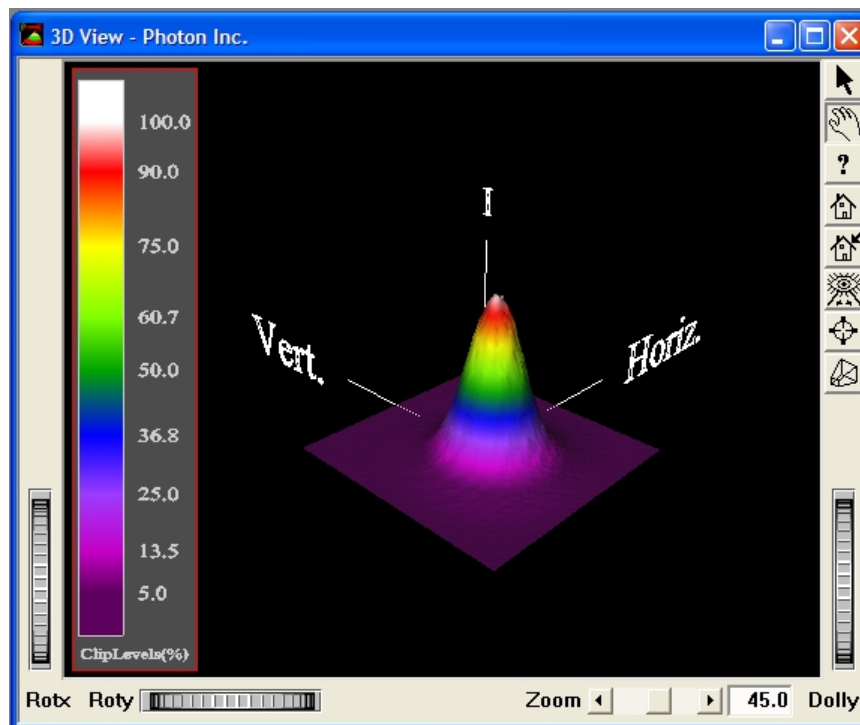 3D View - Photon Inc.
100.0
90.0
75.0
60.7
50.0
36.8
25.0
13.5
5.0
ClipLevels(%)
I
Vert.
Horiz.
?
Rotx Roty Zoom 45.0 Dolly